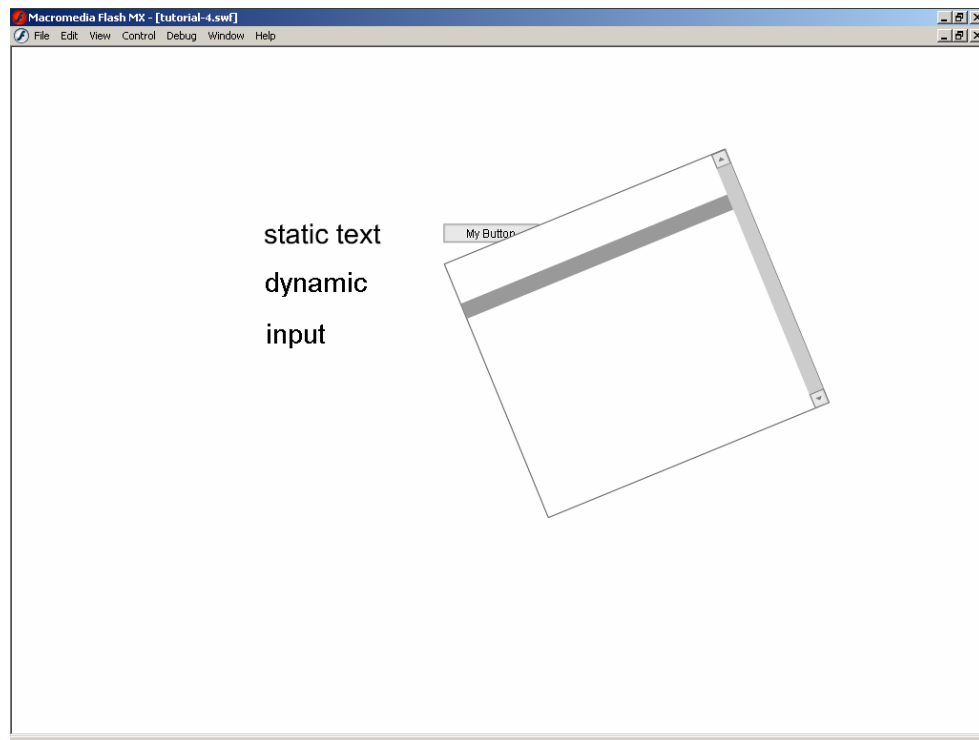 Macromedia Flash MX - [tutorial-4.swf]
File Edit View Control Debug Window Help
static text
My Button
dynamic
input